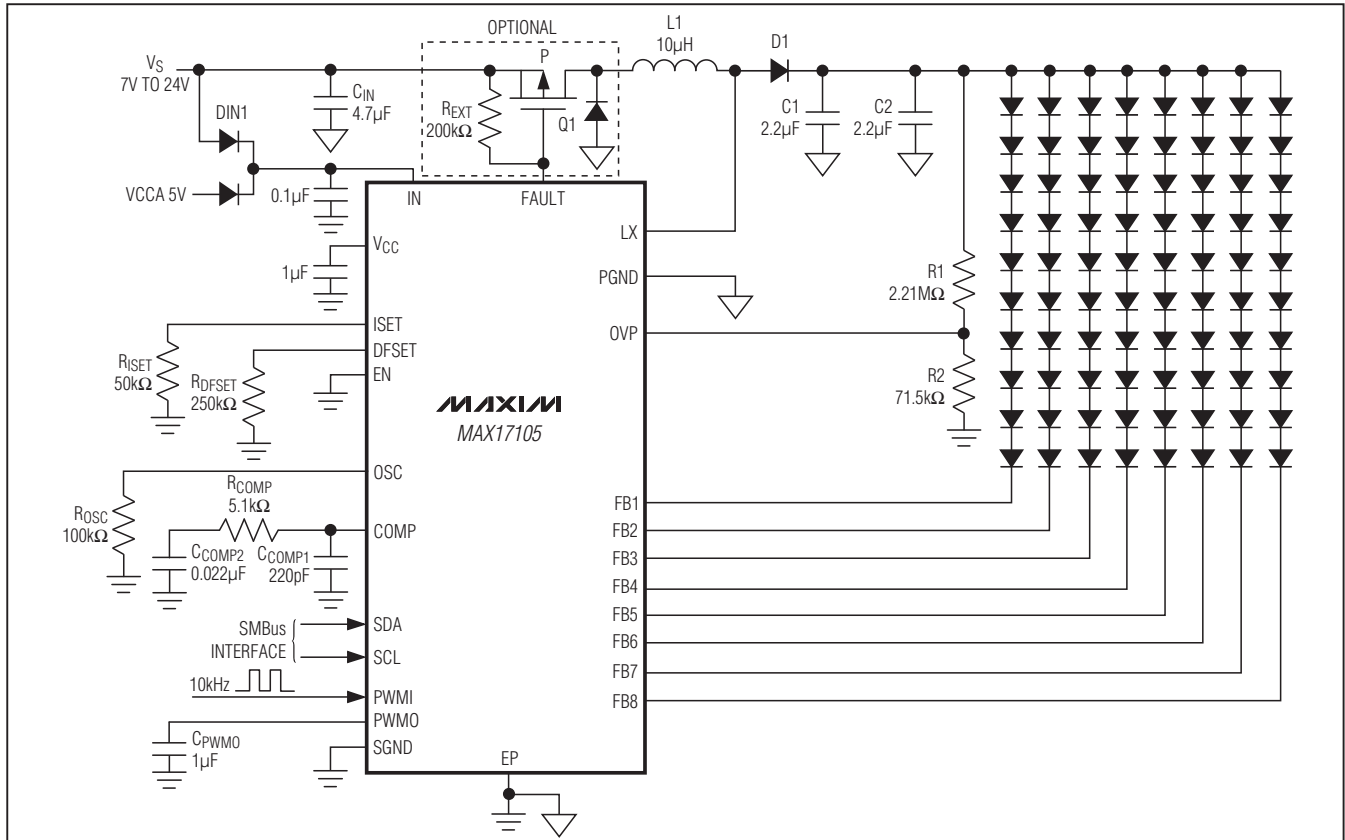 OPTIONAL
VS
7V TO 24V
DIN1
VCCA 5V
CIN
4.7µF
0.1µF
REXT
200kΩ
P
Q1
L1
10µH
D1
C1
2.2µF
C2
2.2µF
IN
FAULT
VCC
1µF
LX
PGND
OVP
R1
2.21MΩ
R2
71.5kΩ
ISET
DFSET
EN
RISET
50kΩ
RDFSET
250kΩ
MAXIM
MAX17105
OSC
ROSC
100kΩ
RCOMP
5.1kΩ
COMP
CCOMP2
0.022µF
CCOMP1
220pF
SMBus
INTERFACE
SDA
SCL
10kHz
PWMI
PWMO
CPWMO
1µF
SGND
EP
FB1
FB2
FB3
FB4
FB5
FB6
FB7
FB8